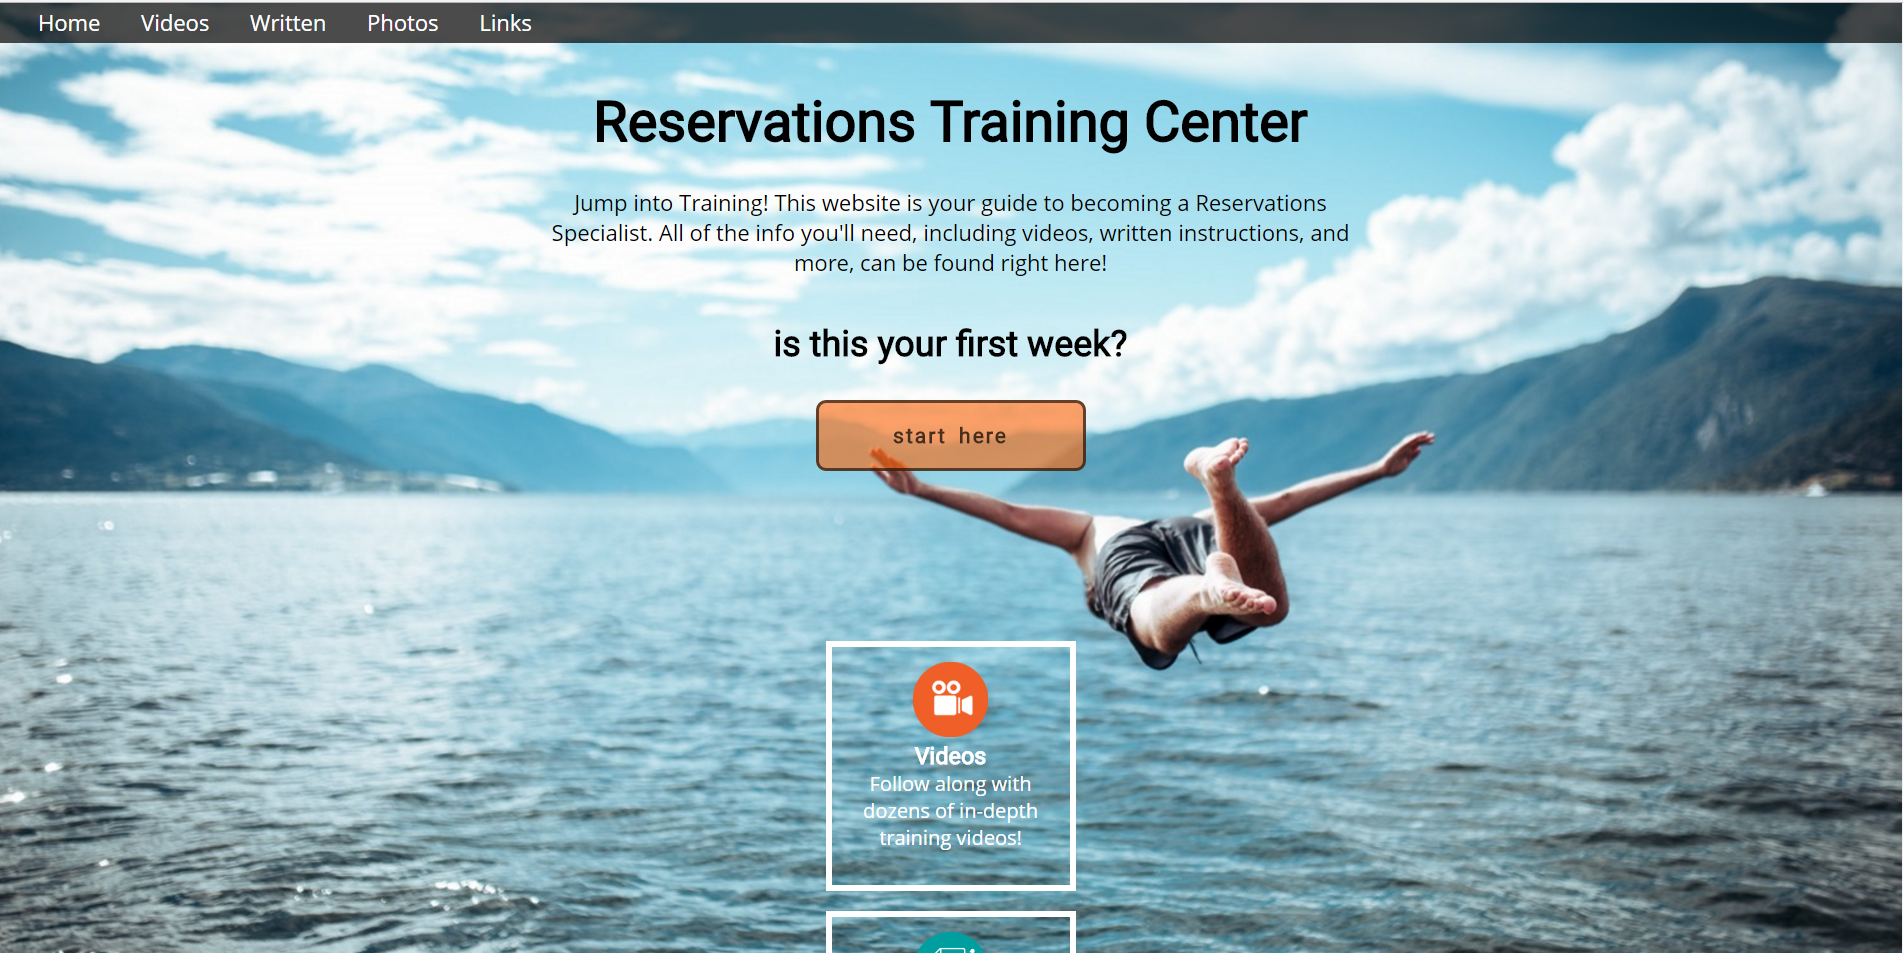 Home Videos Written Photos Links
Reservations Training Center
Jump into Training! This website is your guide to becoming a Reservations
Specialist. All of the info you'll need, including videos, written instructions, and
more, can be found right here!
is this your first week?
start here
Videos
Follow along with
dozens of in-depth
training videos!